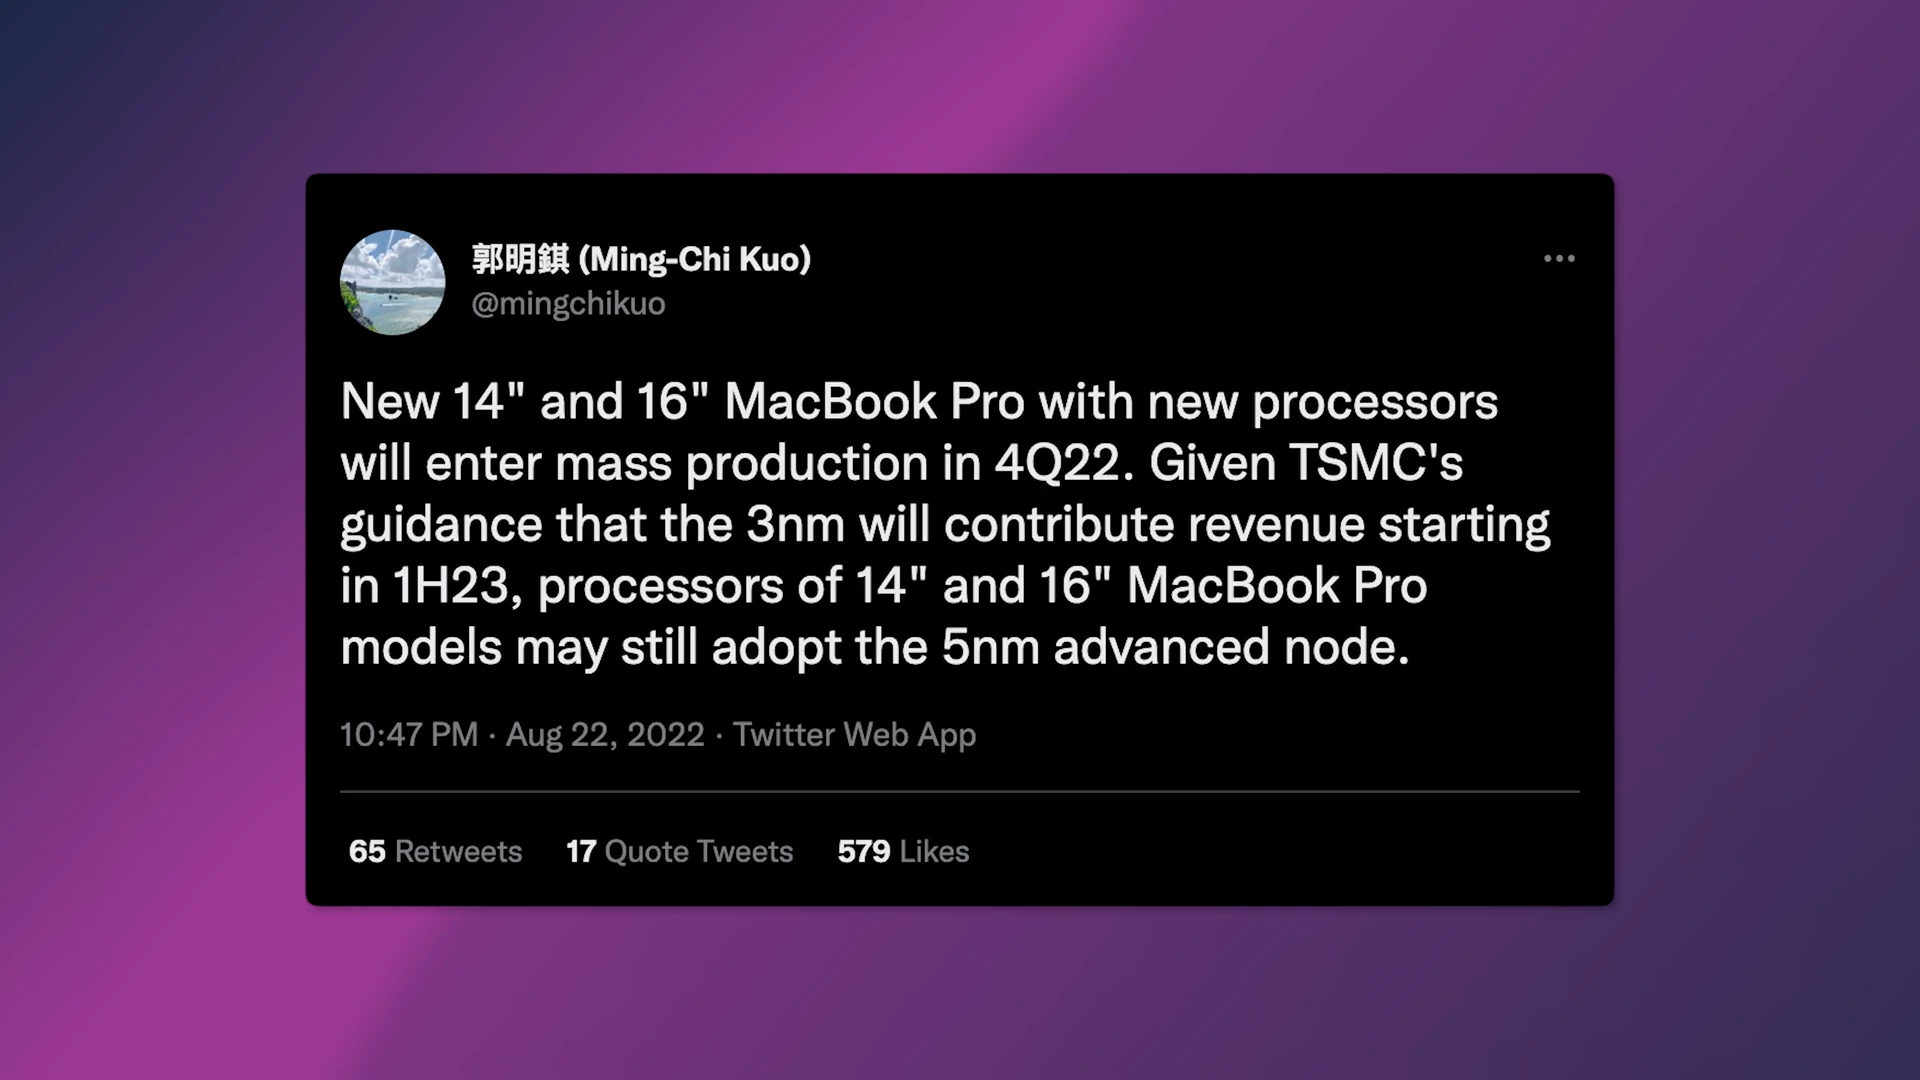 郭明錤 (Ming-Chi Kuo)
@mingchikuo
New 14" and 16" MacBook Pro with new processors
will enter mass production in 4Q22. Given TSMC's
guidance that the 3nm will contribute revenue starting
in 1H23, processors of 14" and 16" MacBook Pro
models may still adopt the 5nm advanced node.
10:47 PM · Aug 22, 2022 · Twitter Web App
65 Retweets 17 Quote Tweets 579 Likes